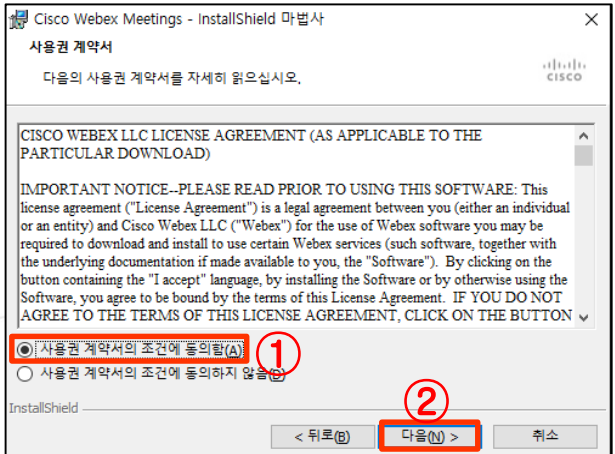 Cisco Webex Meetings - InstallShield 마법사
사용권 계약서
다음의 사용권 계약서를 자세히 읽으십시오.
CISCO
CISCO WEBEX LLC LICENSE AGREEMENT (AS APPLICABLE TO THE
PARTICULAR DOWNLOAD)
IMPORTANT NOTICE--PLEASE READ PRIOR TO USING THIS SOFTWARE: This
license agreement ("License Agreement") is a legal agreement between you (either an individual
or an entity) and Cisco Webex LLC ("Webex") for the use of Webex software you may be
required to download and install to use certain Webex services (such software, together with
the underlying documentation if made available to you, the "Software").  By clicking on the
button containing the "I accept" language, by installing the Software or by otherwise using the
Software, you agree to be bound by the terms of this License Agreement.  IF YOU DO NOT
AGREE TO THE TERMS OF THIS LICENSE AGREEMENT, CLICK ON THE BUTTON
사용권 계약서의 조건에 동의함(A)
①
사용권 계약서의 조건에 동의하지 않음(D)
InstallShield
②
< 뒤로(B) 다음(N) > 취소